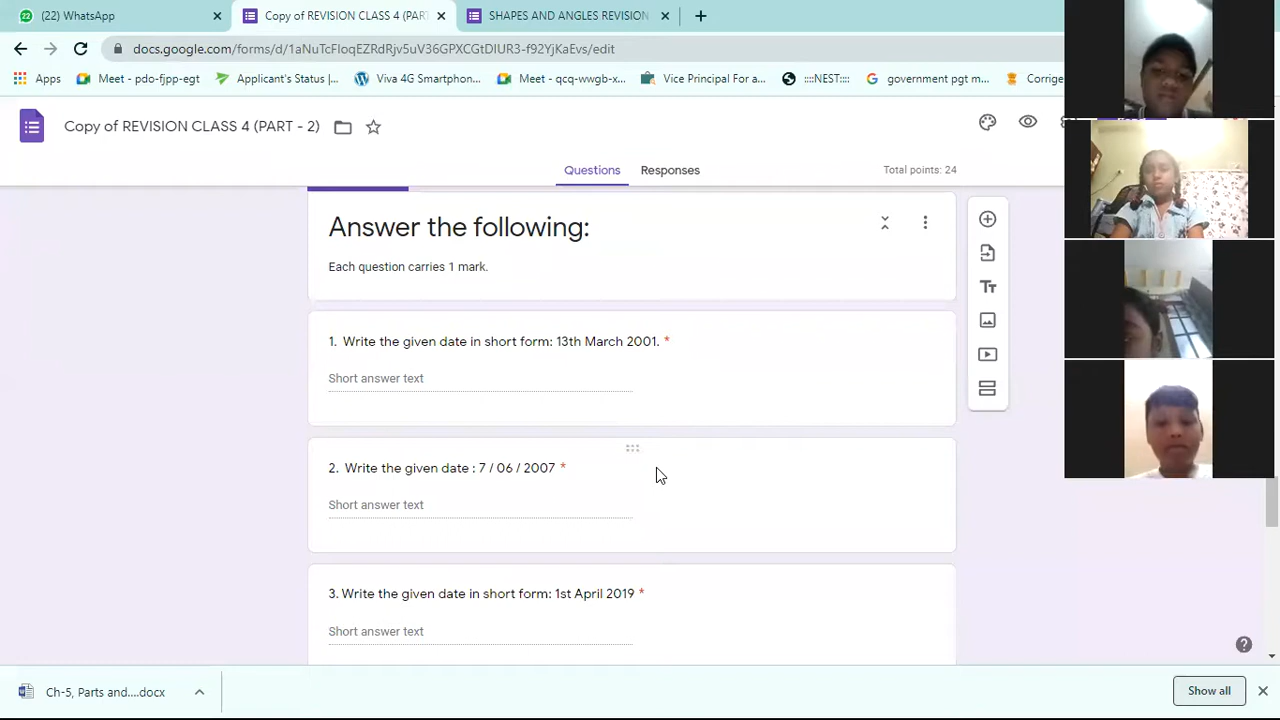 (22) WhatsApp
Copy of REVISION CLASS 4 (PART
SHAPES AND ANGLES REVISION
docs.google.com/forms/d/1aNuTcFloqEZRdRjv5uV36GPXCGtDIUR3-f92YjKaEvs/edit
Apps
Meet - pdo-fjpp-egt
Applicant's Status |...
Viva 4G Smartphon...
Meet - qcq-wwgb-x...
Vice Principal For a...
::::NEST::::
government pgt m...
Corrige
Copy of REVISION CLASS 4 (PART - 2)
Questions
Responses
Total points: 24
Answer the following:
Each question carries 1 mark.
1. Write the given date in short form: 13th March 2001. *
Short answer text
2. Write the given date : 7 / 06 / 2007 *
Short answer text
3. Write the given date in short form: 1st April 2019 *
Short answer text
Ch-5, Parts and....docx
Show all